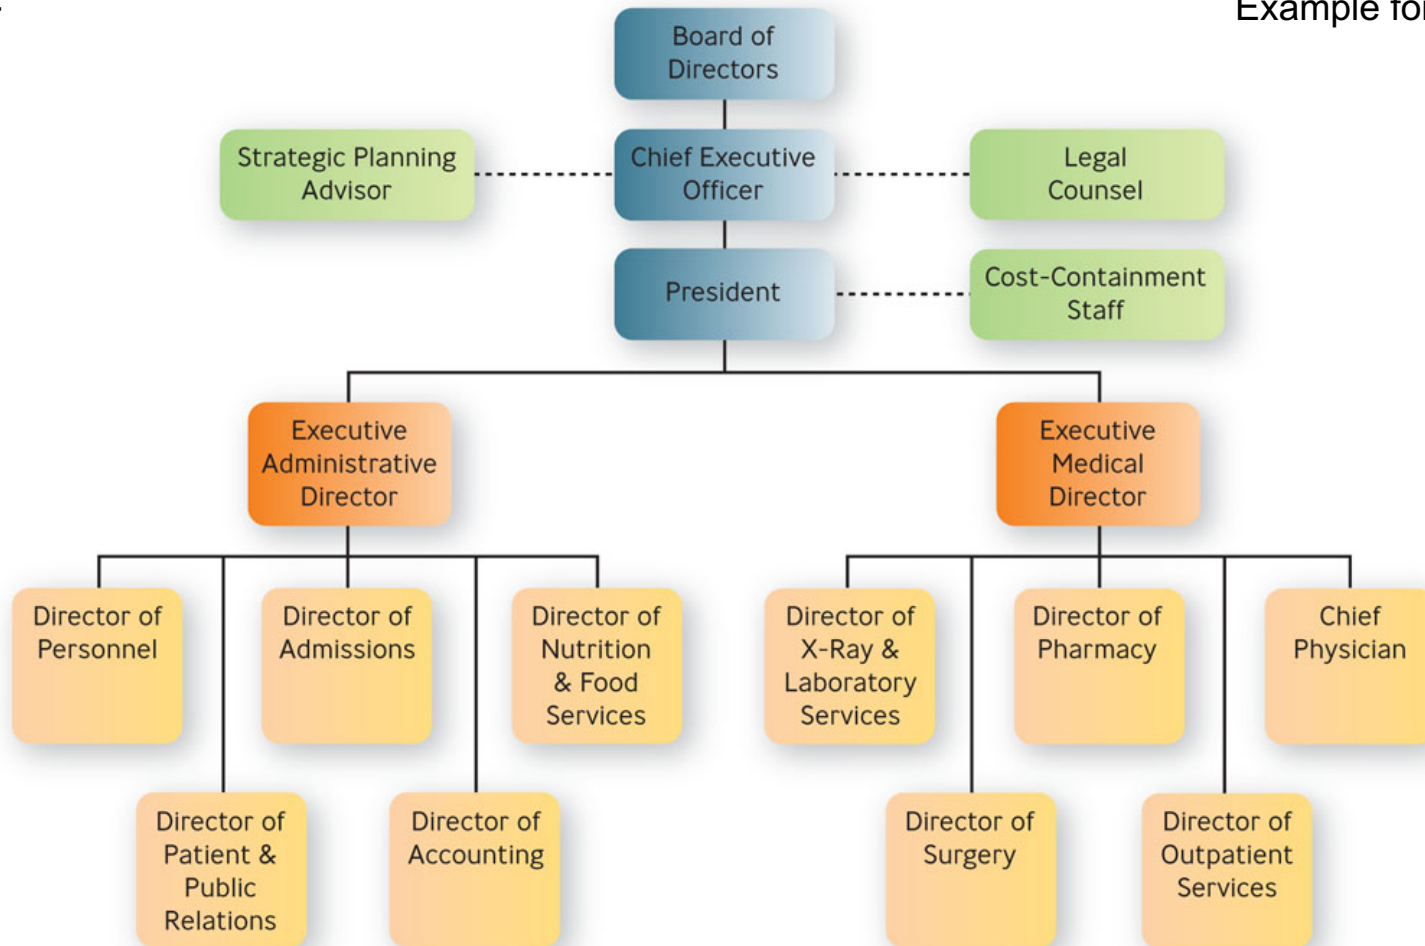 Example for
Board of
Directors
Strategic Planning
Advisor
Chief Executive
Officer
Legal
Counsel
President
Cost-Containment
Staff
Executive
Administrative
Director
Executive
Medical
Director
Director of
Personnel
Director of
Admissions
Director of
Nutrition
& Food
Services
Director of
X-Ray &
Laboratory
Services
Director of
Pharmacy
Chief
Physician
Director of
Patient &
Public
Relations
Director of
Accounting
Director of
Surgery
Director of
Outpatient
Services